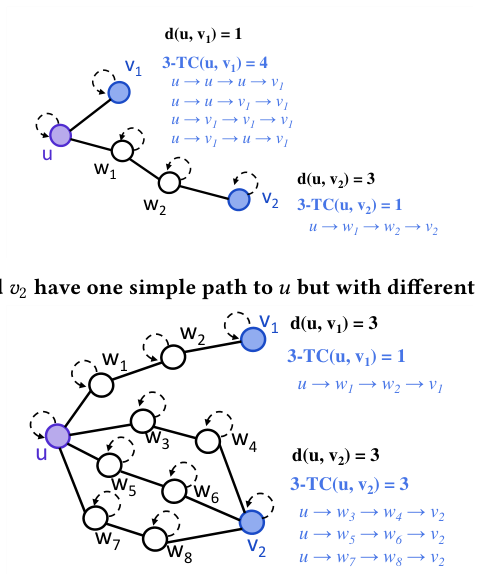 d(u, v₁) = 1
v₁
3-TC(u, v₁) = 4
u → u → u → v₁
u → u → v₁ → v₁
u → v₁ → v₁ → v₁
u → v₁ → u → v₁
u
w₁
w₂
v₂
d(u, v₂) = 3
3-TC(u, v₂) = 1
u → w₁ → w₂ → v₂
v₂ have one simple path to u but with different
v₁
d(u, v₁) = 3
w₂
w₁
3-TC(u, v₁) = 1
u → w₁ → w₂ → v₁
u
w₃
w₄
w₅
w₆
w₇
w₈
v₂
d(u, v₂) = 3
3-TC(u, v₂) = 3
u → w₃ → w₄ → v₂
u → w₅ → w₆ → v₂
u → w₇ → w₈ → v₂